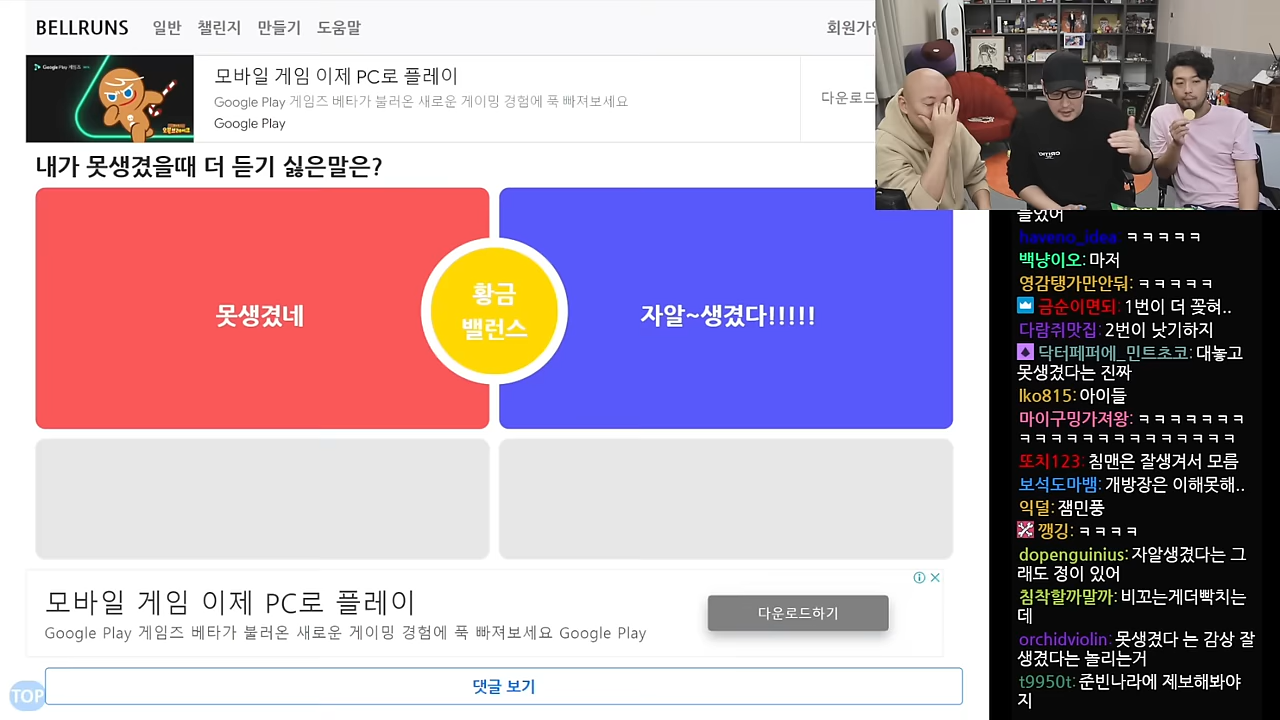 BELLRUNS 일반 챌린지 만들기 도움말 회원가입
모바일 게임 이제 PC로 플레이
Google Play 게임즈 베타가 불러온 새로운 게이밍 경험에 푹 빠져보세요
Google Play
다운로드
내가 못생겼을때 더 듣기 싫은말은?
못생겼네
황금
밸런스
자알~생겼다!!!!!
모바일 게임 이제 PC로 플레이
Google Play 게임즈 베타가 불러온 새로운 게이밍 경험에 푹 빠져보세요 Google Play
다운로드하기
TOP
댓글 보기
들었어
haveno_idea ㅋㅋㅋㅋㅋ
백냥이오: 마저
영감탱가만안둬: ㅋㅋㅋㅋㅋ
금순이면되: 1번이 더 꽂혀..
다람쥐맛집: 2번이 낫기하지
닥터페퍼에_민트초코: 대놓고
못생겼다는 진짜
lko815: 아이들
마이구밍가져왕: ㅋㅋㅋㅋㅋㅋㅋ
ㅋㅋㅋㅋㅋㅋㅋㅋㅋㅋㅋㅋㅋㅋ
또치123: 침맨은 잘생겨서 모름
보석도마뱀: 개방장은 이해못해..
익덜: 잼민풍
깽깅: ㅋㅋㅋㅋ
dopenguinius: 자알생겼다는 그
래도 정이 있어
침착할까말까: 비꼬는게더빡치는
데
orchidviolin: 못생겼다 는 감상 잘
생겼다는 놀리는거
t9950t: 준빈나라에 제보해봐야
지